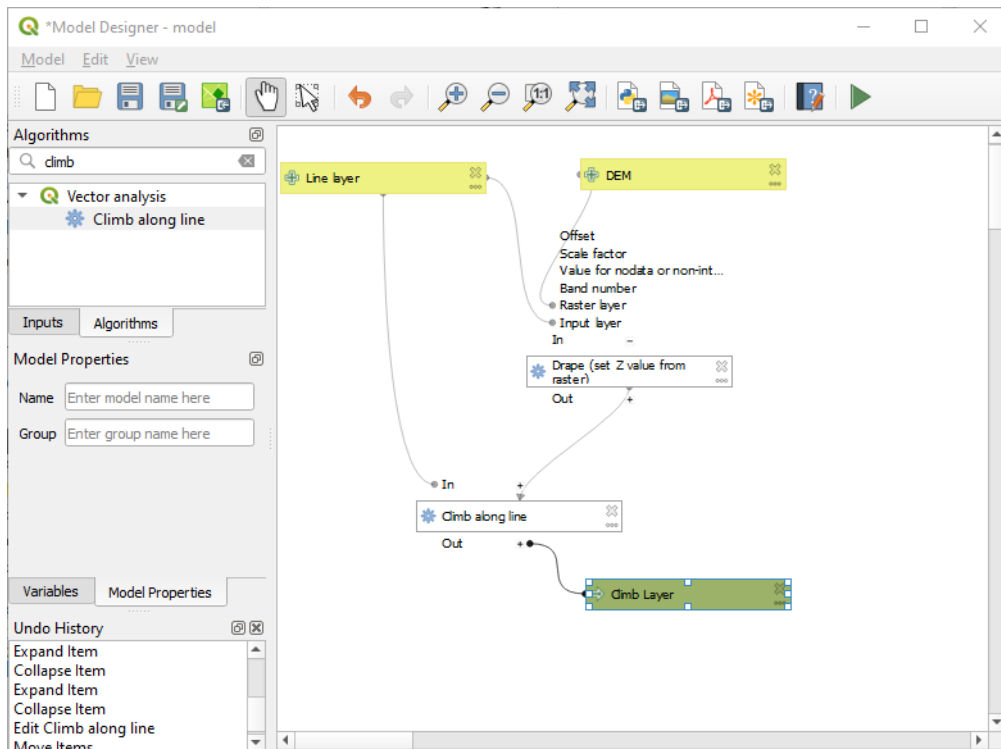 *Model Designer - model
Model Edit View
1:1
Algorithms
climb
Vector analysis
Climb along line
Inputs Algorithms
Model Properties
Name Enter model name here
Group Enter group name here
Variables Model Properties
Undo History
Expand Item
Collapse Item
Expand Item
Collapse Item
Edit Climb along line
Move Items
Line layer
DEM
Offset
Scale factor
Value for nodata or non-int...
Band number
Raster layer
Input layer
In -
Drape (set Z value from
raster)
Out +
In +
Climb along line
Out +
Climb Layer